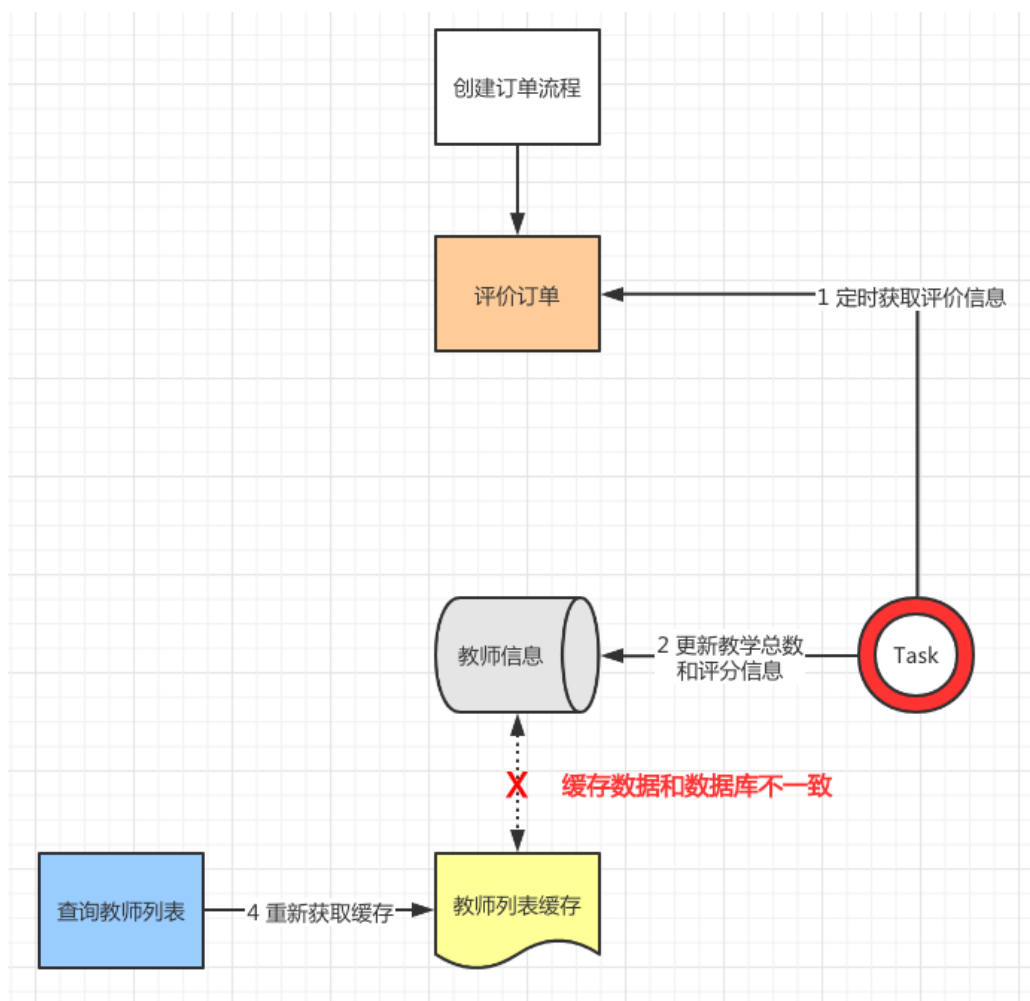 创建订单流程
评价订单
1 定时获取评价信息
教师信息
2 更新教学总数
和评分信息
Task
X
缓存数据和数据库不一致
查询教师列表
4 重新获取缓存
教师列表缓存